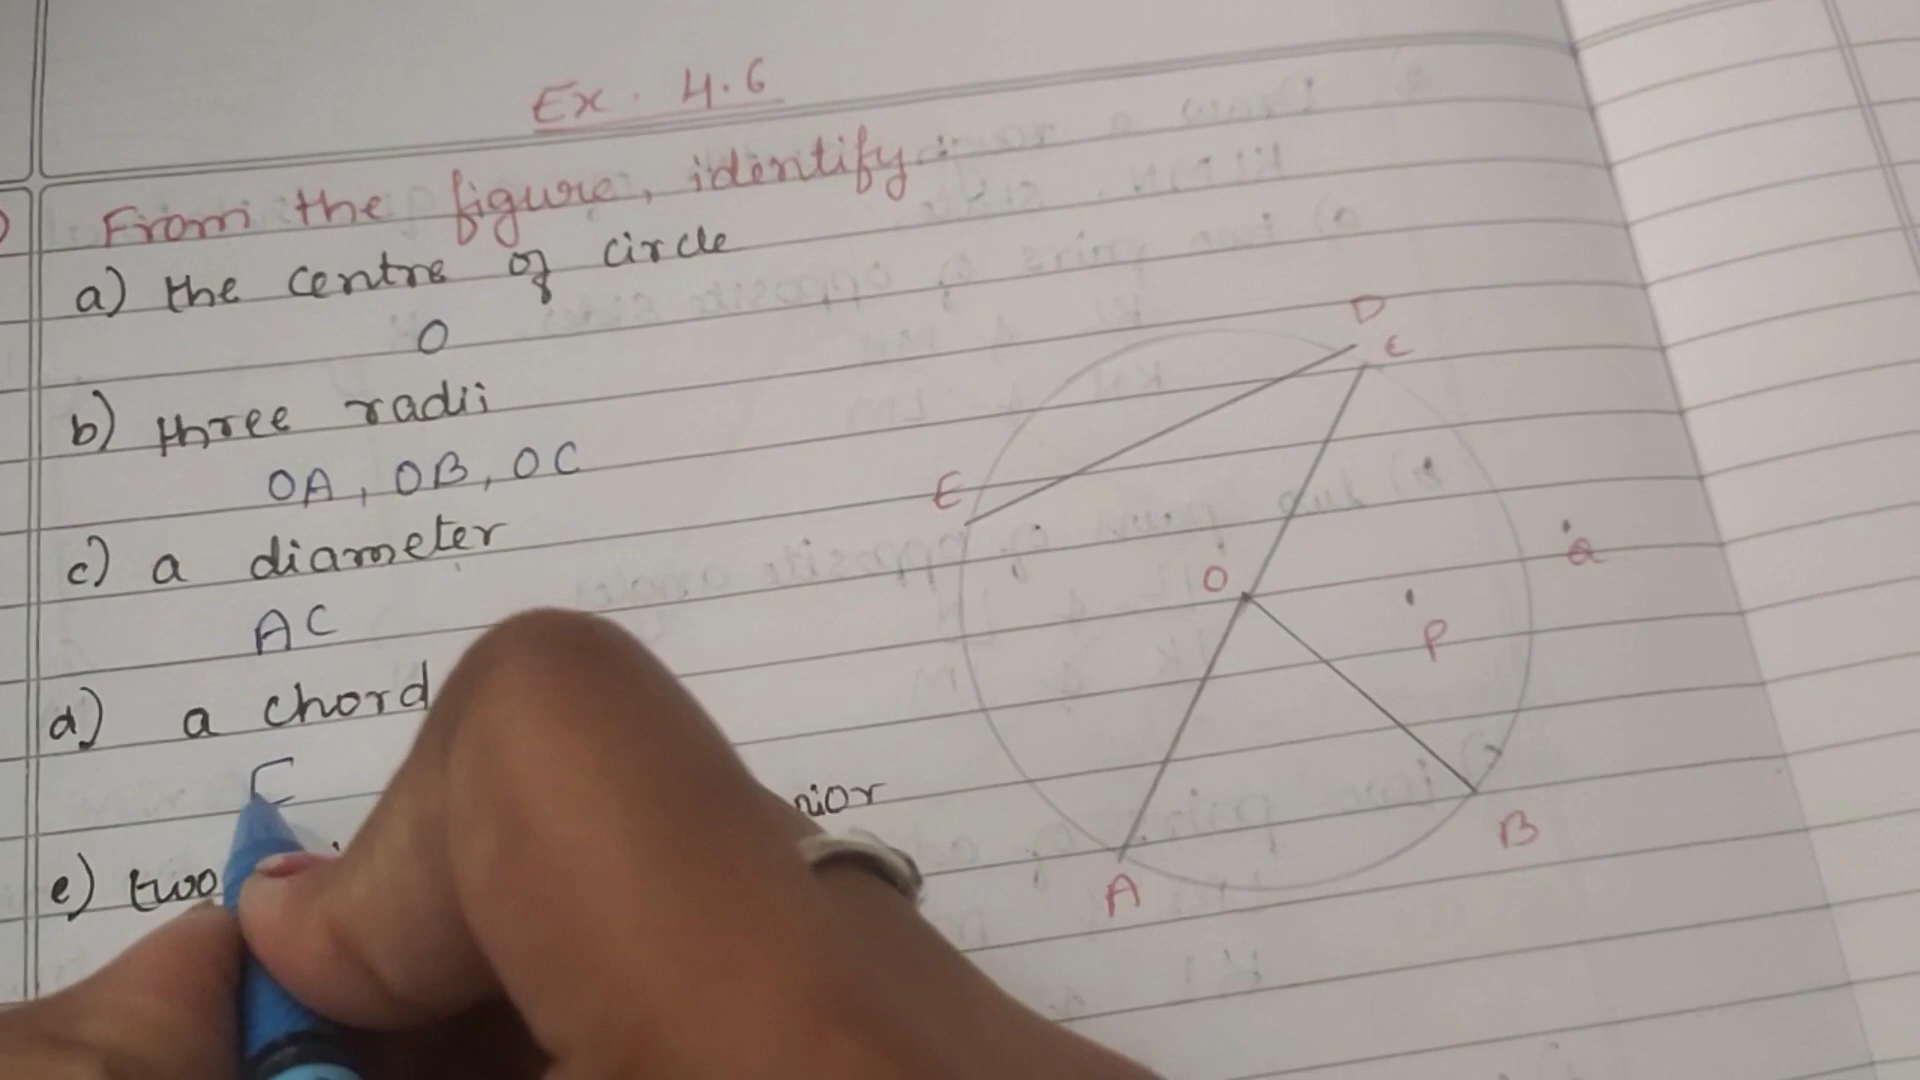 Ex. 4.6
From the figure, identify:
a) the centre of circle
O
b) three radii
OA, OB, OC
c) a diameter
AC
d) a chord
E
e) two
nior
D
C
E
O
Q
P
B
A